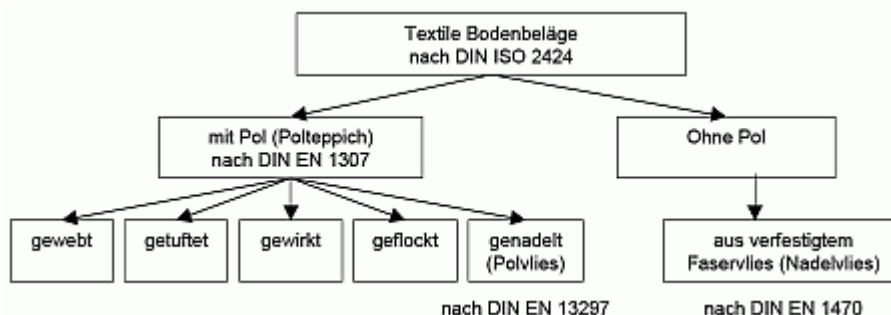 Textile Bodenbeläge
nach DIN ISO 2424
mit Pol (Polteppich)
nach DIN EN 1307
Ohne Pol
gewebt
getuftet
gewirkt
geflockt
genadelt
(Polvlies)
aus verfestigtem
Faservlies (Nadelvlies)
nach DIN EN 13297
nach DIN EN 1470